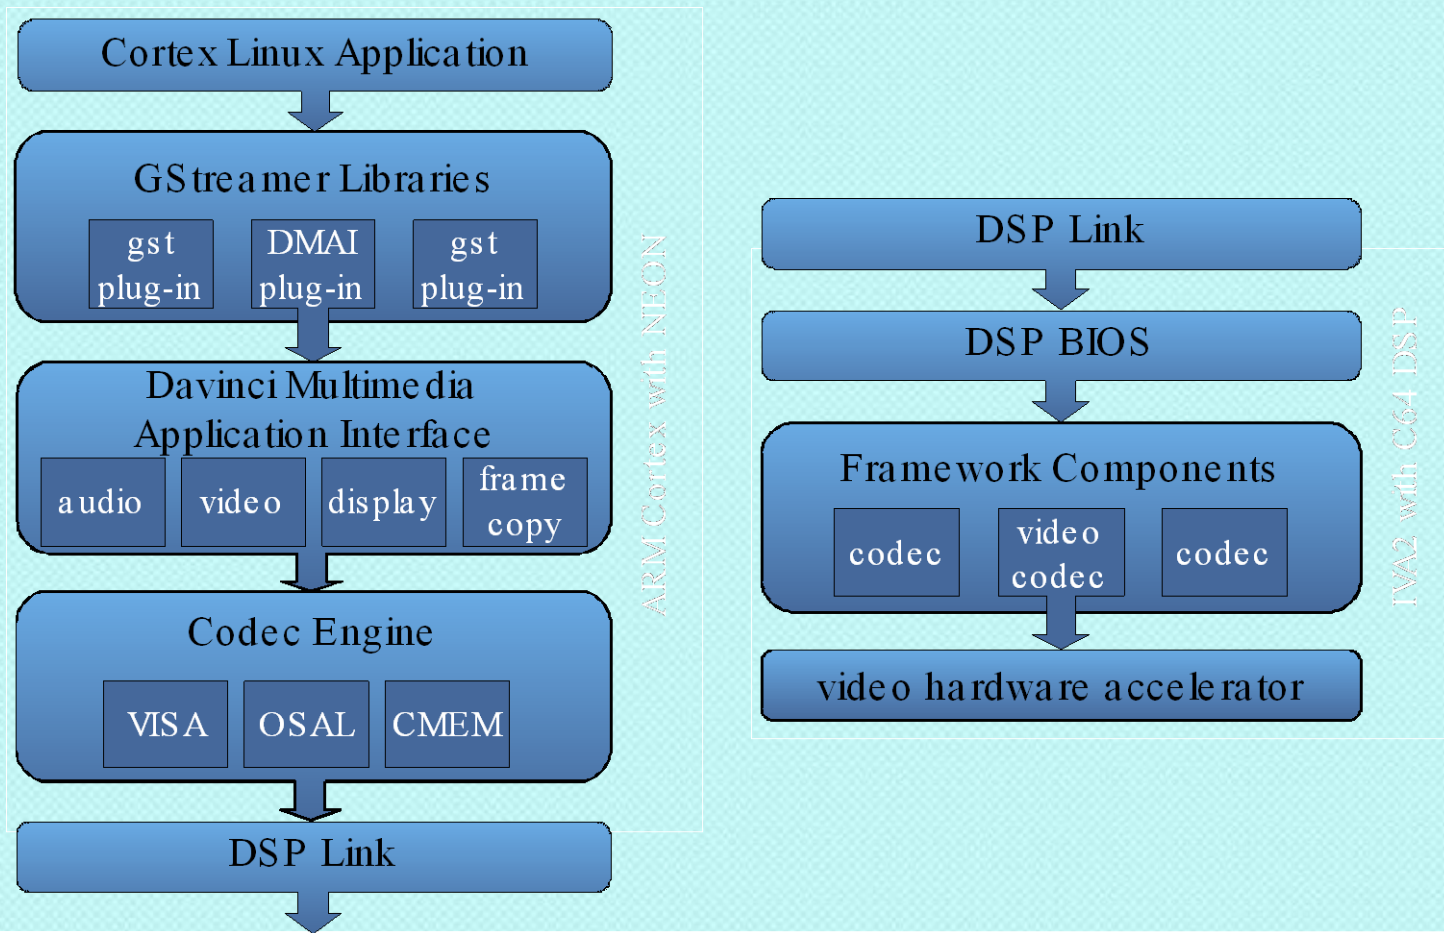 Cortex Linux Application
GStreamer Libraries
gst
plug-in
DMAI
plug-in
gst
plug-in
Davinci Multimedia
Application Interface
audio
video
display
frame
copy
Codec Engine
VISA
OSAL
CMEM
DSP Link
ARM Cortex with NEON
DSP Link
DSP BIOS
Framework Components
codec
video
codec
codec
video hardware accelerator
IVA2 with C64 DSP